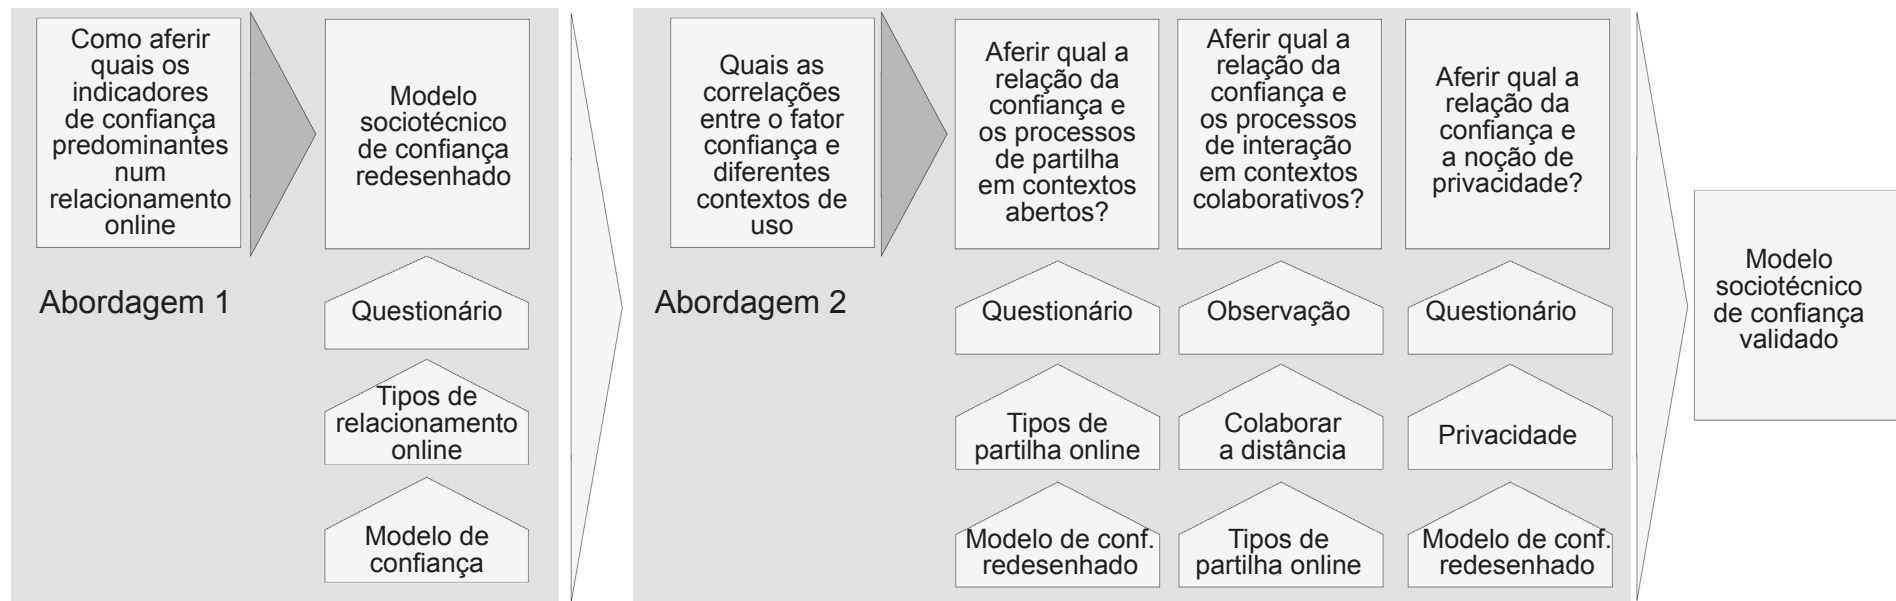 Como aferir
quais os
indicadores
de confiança
predominantes
num
relacionamento
online
Modelo
sociotécnico
de confiança
redesenhado
Abordagem 1
Questionário
Tipos de
relacionamento
online
Modelo de
confiança
Quais as
correlações
entre o fator
confiança e
diferentes
contextos de
uso
Aferir qual a
relação da
confiança e
os processos
de partilha
em contextos
abertos?
Aferir qual a
relação da
confiança e
os processos
de interação
em contextos
colaborativos?
Aferir qual a
relação da
confiança e
a noção de
privacidade?
Abordagem 2
Questionário
Observação
Questionário
Tipos de
partilha online
Colaborar
a distância
Privacidade
Modelo de conf.
redesenhado
Tipos de
partilha online
Modelo de conf.
redesenhado
Modelo
sociotécnico
de confiança
validado